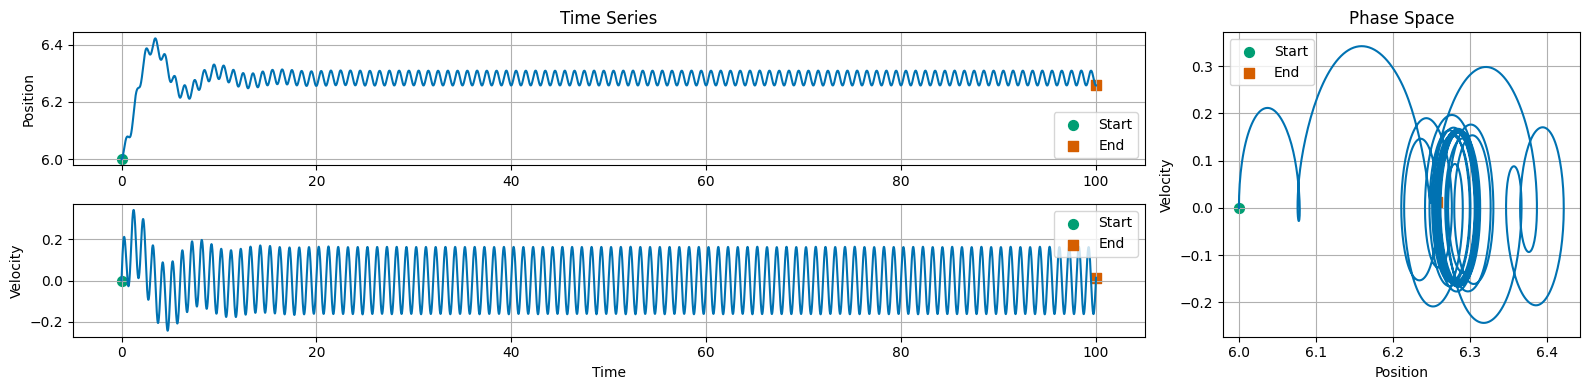 Time Series
Position
6.4
6.2
6.0
0
20
40
60
80
100
Start
End
Velocity
0.2
0.0
−0.2
0
20
40
60
80
100
Time
Start
End
Phase Space
Velocity
0.3
0.2
0.1
0.0
−0.1
−0.2
6.0
6.1
6.2
6.3
6.4
Position
Start
End